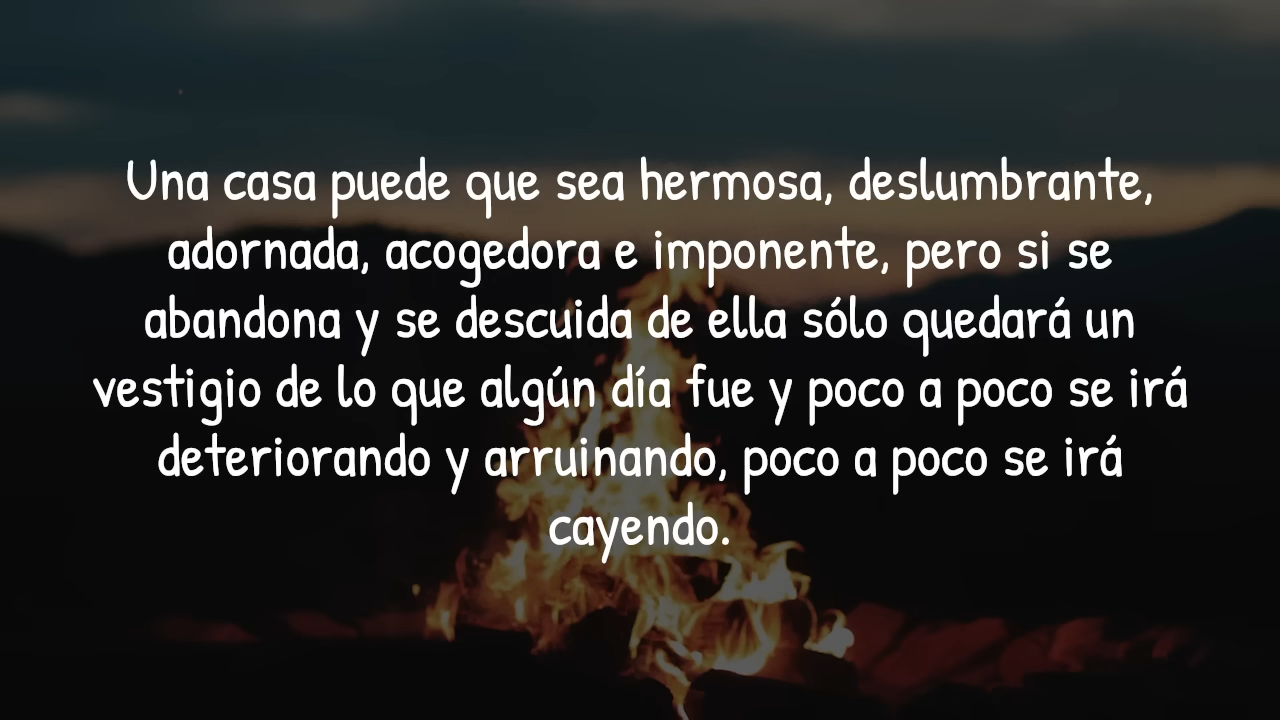 Una casa puede que sea hermosa, deslumbrante,
adornada, acogedora e imponente, pero si se
abandona y se descuida de ella sólo quedará un
vestigio de lo que algún día fue y poco a poco se irá
deteriorando y arruinando, poco a poco se irá
cayendo.